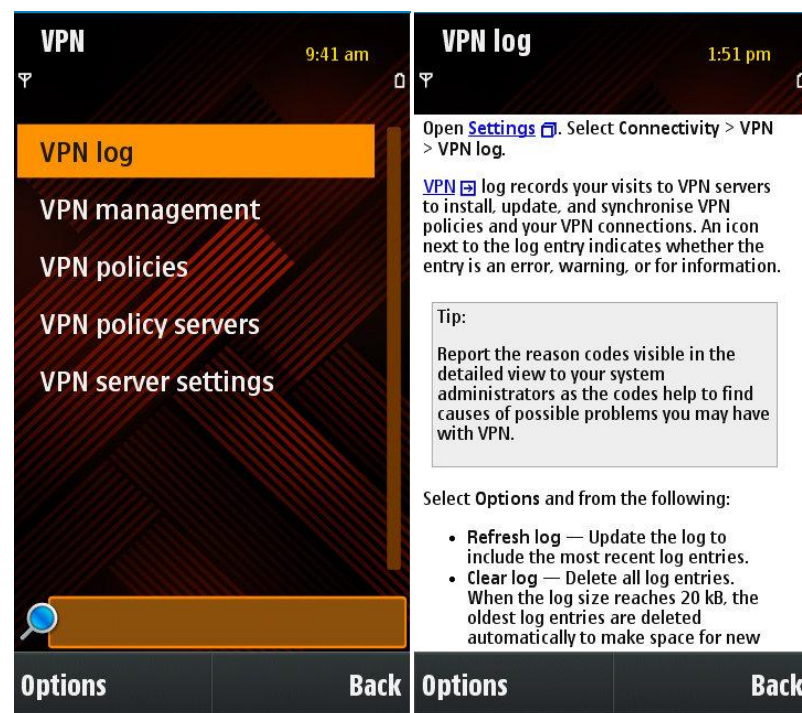 VPN
9:41 am
VPN log
VPN management
VPN policies
VPN policy servers
VPN server settings
Options Back
VPN log
1:51 pm
Open Settings. Select Connectivity > VPN
> VPN log.
VPN log records your visits to VPN servers
to install, update, and synchronise VPN
policies and your VPN connections. An icon
next to the log entry indicates whether the
entry is an error, warning, or for information.
Tip:
Report the reason codes visible in the
detailed view to your system
administrators as the codes help to find
causes of possible problems you may have
with VPN.
Select Options and from the following:
• Refresh log — Update the log to
include the most recent log entries.
• Clear log — Delete all log entries.
When the log size reaches 20 kB, the
oldest log entries are deleted
automatically to make space for new
Options Back